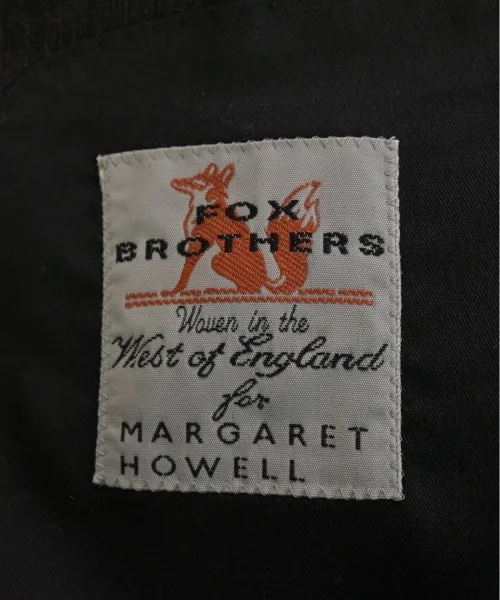 FOX
BROTHERS
Woven in the
West of England
for
MARGARET
HOWELL